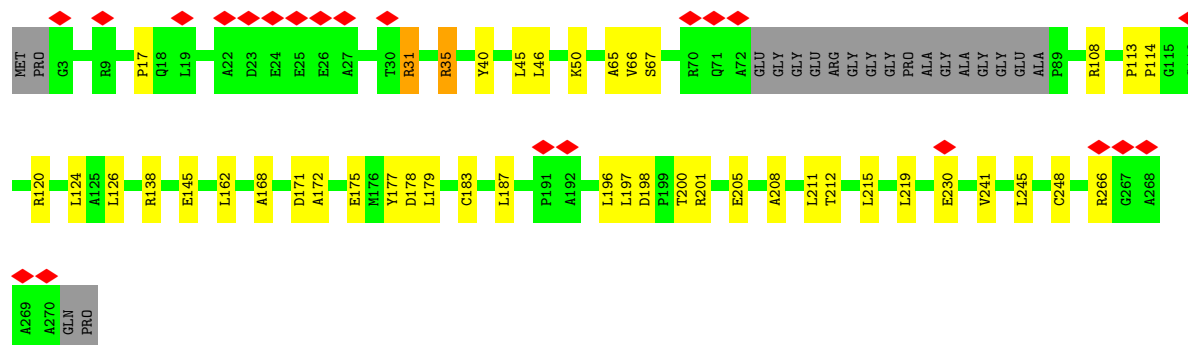 MET PRO G3 R9 P17 Q18 L19 A22 D23 E24 E25 E26 A27 T30 R31 R35 Y40 L45 L46 K50 A65 V66 S67 R70 Q71 A72 GLU GLY GLY GLU ARG GLY GLY GLY PRO ALA GLY ALA GLY GLY GLU ALA P89 R108 P113 P114 G115
R120 L124 A125 L126 R138 E145 L162 A168 D171 A172 E175 M176 Y177 D178 L179 C183 L187 P191 A192 L196 L197 D198 P199 T200 R201 E205 A208 L211 T212 L215 L219 E230 V241 L245 C248 R266 G267 A268
A269 A270 GLN PRO